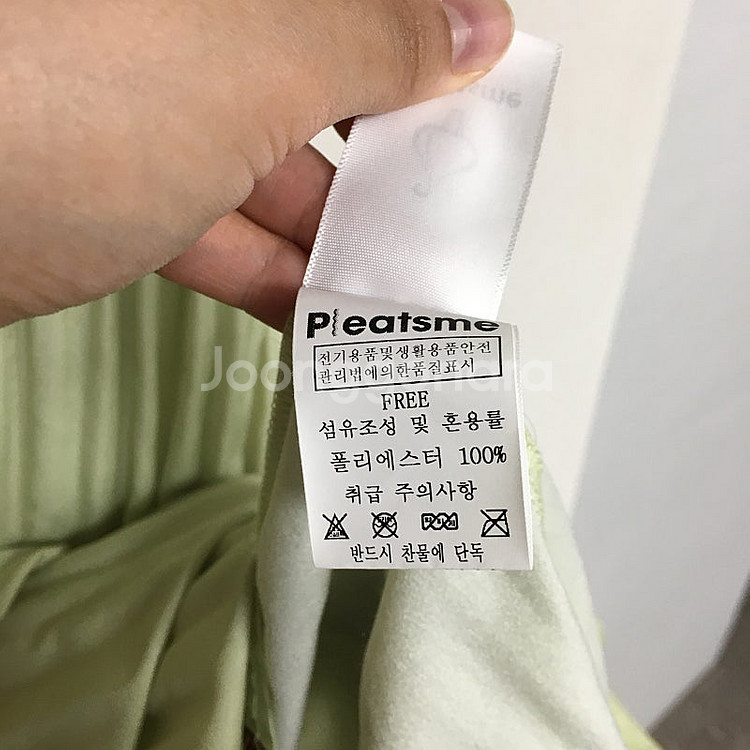 Pleatsme
전기용품및생활용품안전
관리법에의한품질표시
Joonggonara
FREE
섬유조성 및 혼용률
폴리에스터 100%
취급 주의사항
반드시 찬물에 단독